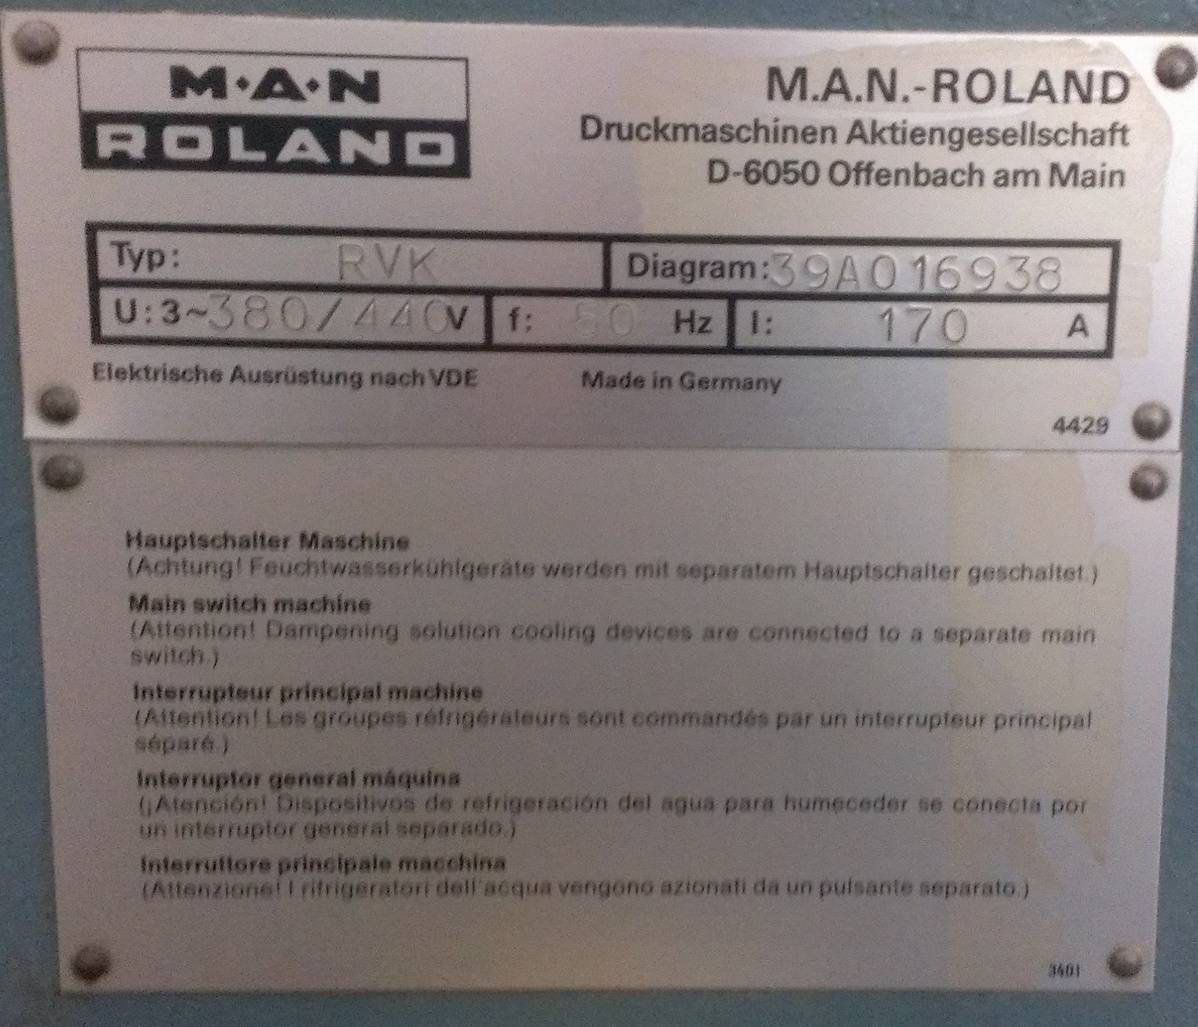 M·A·N
ROLAND
M.A.N.-ROLAND
Druckmaschinen Aktiengesellschaft
D-6050 Offenbach am Main
Typ: RVK Diagram: 39A016938
U: 3~ 380/440 V f: 50 Hz I: 170 A
Elektrische Ausrüstung nach VDE Made in Germany
4429
Hauptschalter Maschine
(Achtung! Feuchtwasserkühlgeräte werden mit separatem Hauptschalter geschaltet.)
Main switch machine
(Attention! Dampening solution cooling devices are connected to a separate main
switch.)
Interrupteur principal machine
(Attention! Les groupes réfrigérateurs sont commandés par un interrupteur principal
séparé.)
Interruptor general máquina
(¡Atención! Dispositivos de refrigeración del agua para humeceder se conecta por
un interruptor general separado.)
Interruttore principale macchina
(Attenzione! I rifrigeratori dell'acqua vengono azionati da un pulsante separato.)
3401